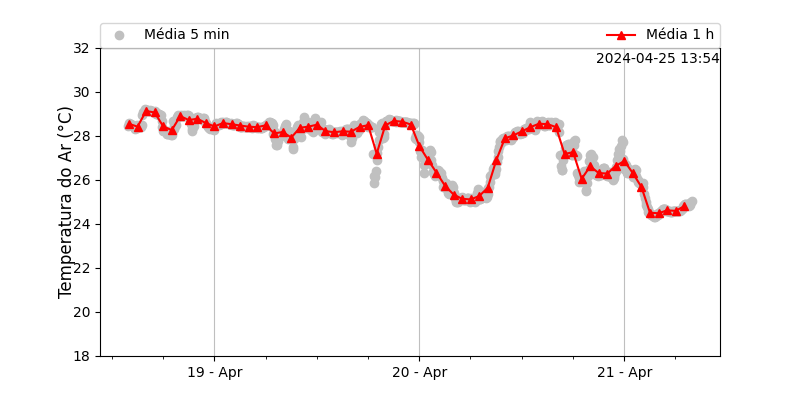 Média 5 min
Média 1 h
2024-04-25 13:54
Temperatura do Ar (°C)
32
30
28
26
24
22
20
18
19 - Apr
20 - Apr
21 - Apr